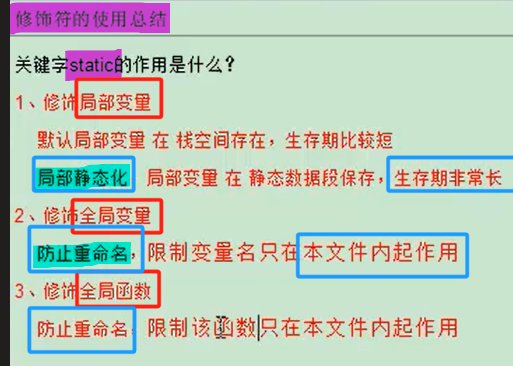 修饰符的使用总结
关键字static的作用是什么？
1、修饰局部变量
默认局部变量 在 栈空间存在，生存期比较短
局部静态化 局部变量 在 静态数据段保存，生存期非常长
2、修饰全局变量
防止重命名，限制变量名只在本文件内起作用
3、修饰全局函数
防止重命名，限制该函数只在本文件内起作用